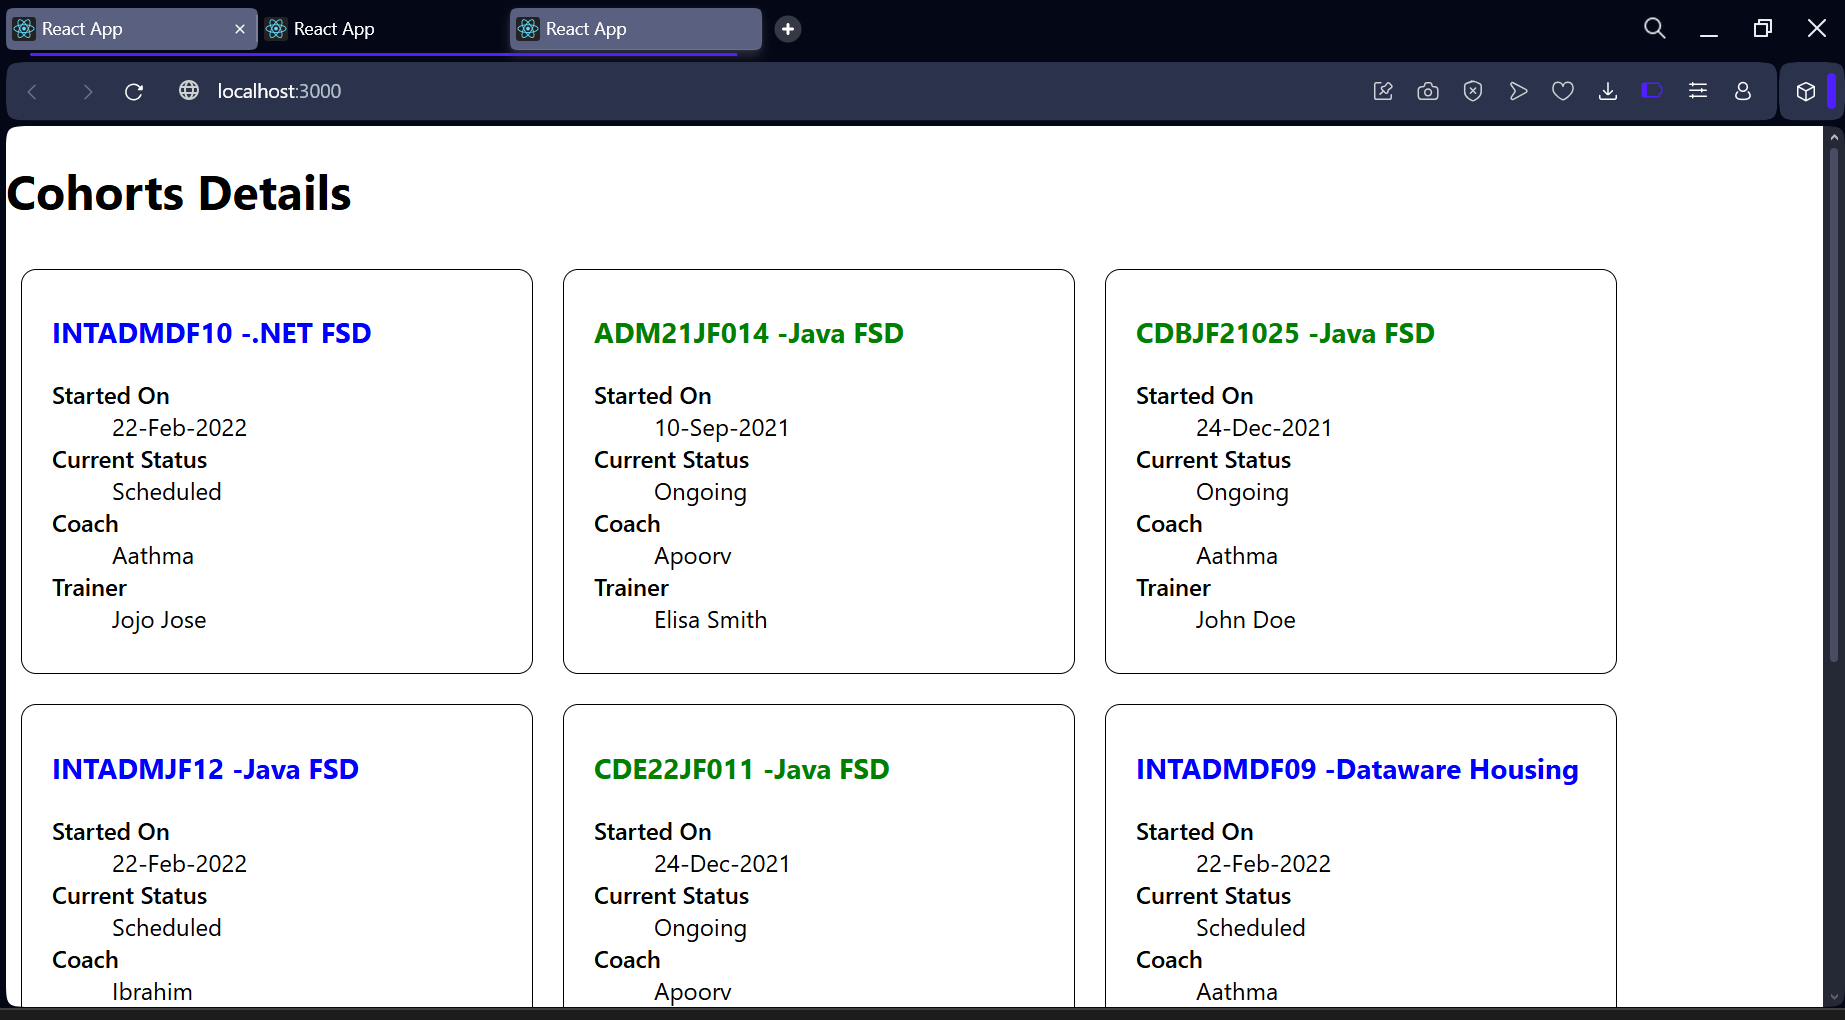 React App
React App
React App
localhost:3000
Cohorts Details
INTADMDF10 -.NET FSD
Started On
22-Feb-2022
Current Status
Scheduled
Coach
Aathma
Trainer
Jojo Jose
ADM21JF014 -Java FSD
Started On
10-Sep-2021
Current Status
Ongoing
Coach
Apoorv
Trainer
Elisa Smith
CDBJF21025 -Java FSD
Started On
24-Dec-2021
Current Status
Ongoing
Coach
Aathma
Trainer
John Doe
INTADMJF12 -Java FSD
Started On
22-Feb-2022
Current Status
Scheduled
Coach
Ibrahim
CDE22JF011 -Java FSD
Started On
24-Dec-2021
Current Status
Ongoing
Coach
Apoorv
INTADMDF09 -Dataware Housing
Started On
22-Feb-2022
Current Status
Scheduled
Coach
Aathma